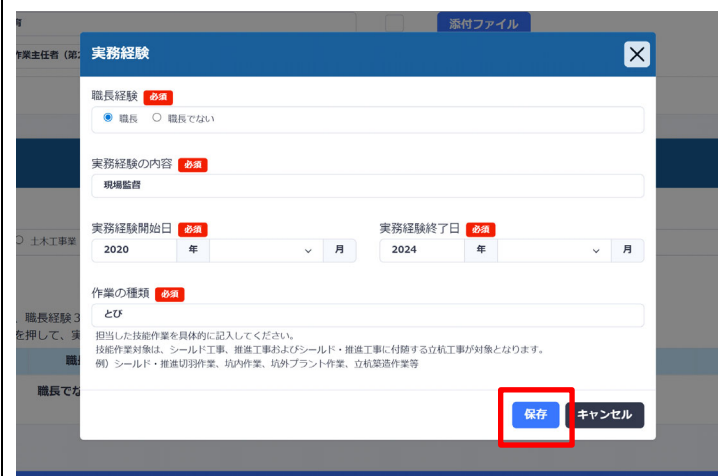 有
添付ファイル
作業主任者（第2
実務経験
職長経験 必須
職長 職長でない
実務経験の内容 必須
現場監督
実務経験開始日 必須 実務経験終了日 必須
2020 年 月 2024 年 月
土木工事業
作業の種類 必須
とび
担当した技能作業を具体的に記入してください。
技能作業対象は、シールド工事、推進工事およびシールド・推進工事に付随する立杭工事が対象となります。
例）シールド・推進切羽作業、坑内作業、坑外プラント作業、立杭築造作業等
、職長経験3
を押して、実
職
職長でな
保存 キャンセル